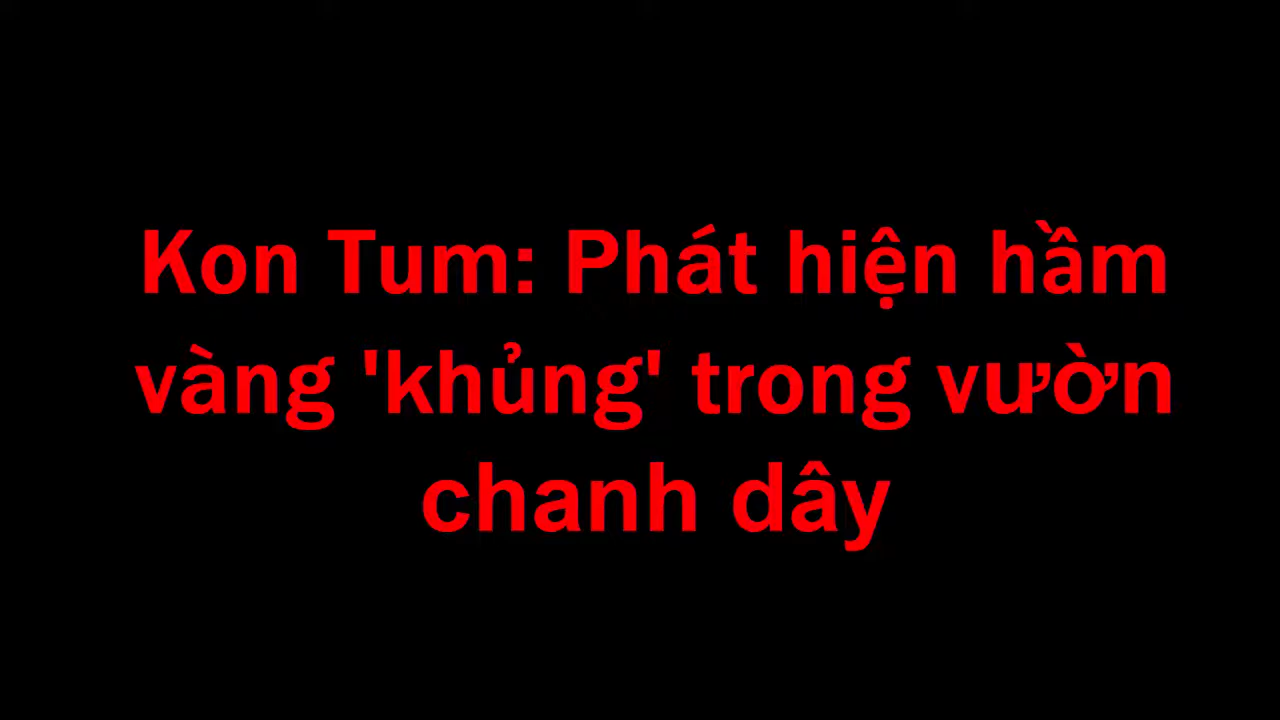 Kon Tum: Phát hiện hầm
vàng 'khủng' trong vườn
chanh dây